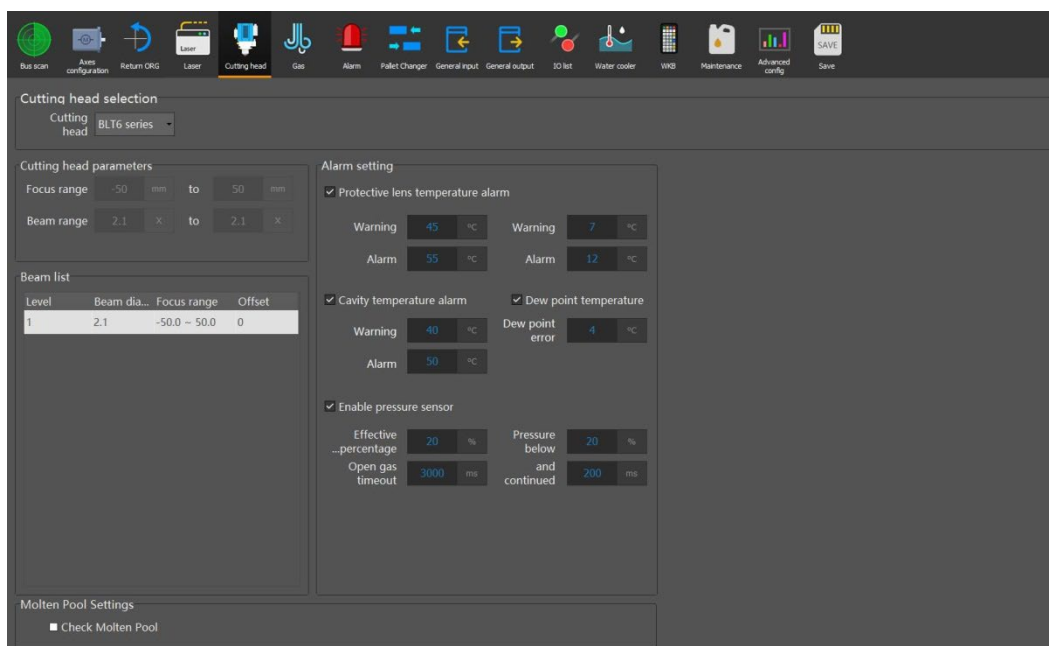 Bus scan
Axes
configuration
Return ORG
Laser
Laser
Cutting head
Gas
Alarm
Pallet Changer
General input
General output
IO list
Water cooler
WKB
Maintenance
Advanced
config
SAVE
Save
Cutting head selection
Cutting
head
BLT6 series
Cutting head parameters
Focus range -50 mm to 50 mm
Beam range 2.1 X to 2.1 X
Beam list
Level Beam dia... Focus range Offset
1 2.1 -50.0 ~ 50.0 0
Alarm setting
Protective lens temperature alarm
Warning 45 °C Warning 7 °C
Alarm 55 °C Alarm 12 °C
Cavity temperature alarm Dew point temperature
Warning 40 °C
Dew point
error
4 °C
Alarm 50 °C
Enable pressure sensor
Effective
...percentage
20 %
Pressure
below
20 %
Open gas
timeout
3000 ms
and
continued
200 ms
Molten Pool Settings
Check Molten Pool